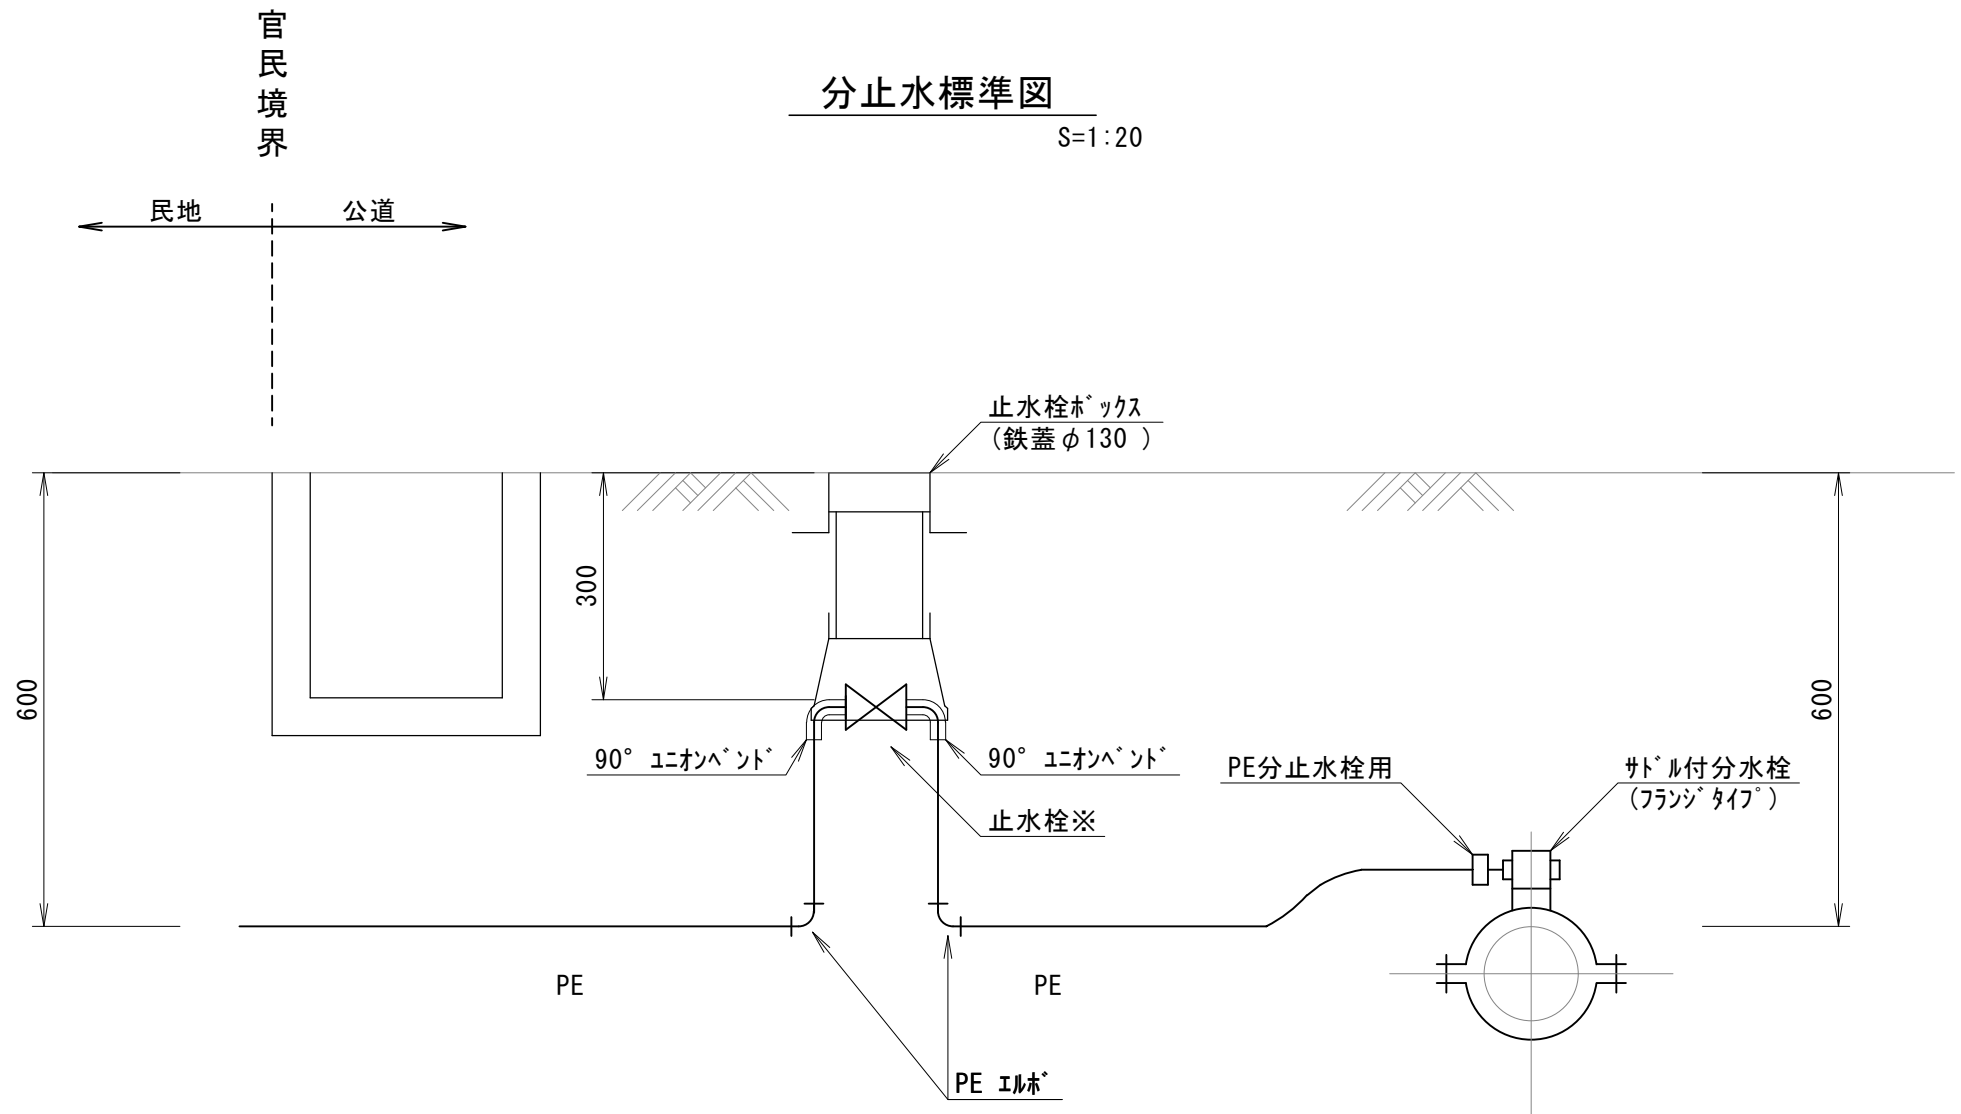 官民境界
分止水標準図
S=1:20
民地
公道
止水栓ﾎﾞｯｸｽ
(鉄蓋φ130 )
300
600
600
90° ﾕﾆｵﾝﾍﾞﾝﾄﾞ
90° ﾕﾆｵﾝﾍﾞﾝﾄﾞ
PE分止水栓用
ｻﾄﾞﾙ付分水栓
(ﾌﾗﾝｼﾞﾀｲﾌﾟ)
止水栓※
PE
PE
PE ｴﾙﾎﾞ